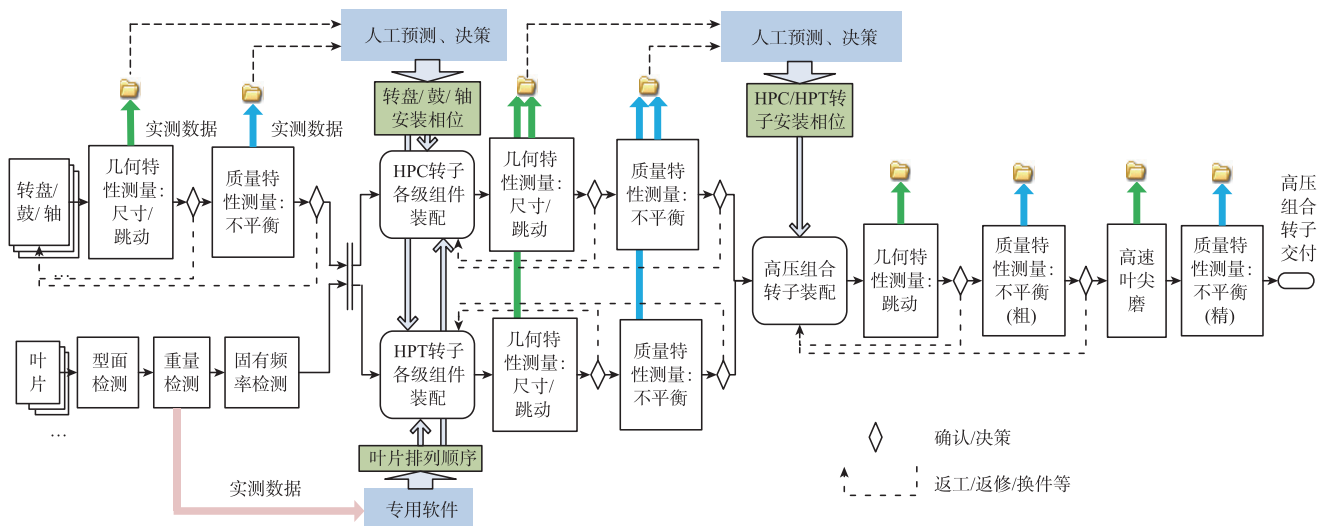 人工预测、决策
人工预测、决策
转盘/ 鼓/ 轴
安装相位
HPC/HPT转
子安装相位
实测数据
实测数据
转盘/
鼓/ 轴
...
几何特
性测量:
尺寸/
跳动
质量特
性测量:
不平衡
HPC转子
各级组件
装配
几何特
性测量:
尺寸/
跳动
质量特
性测量:
不平衡
高压组合
转子装配
几何特
性测量:
跳动
质量特
性测量:
不平衡
(粗)
高速
叶尖
磨
质量特
性测量:
不平衡
(精)
高压
组合
转子
交付
叶
片
...
型面
检测
重量
检测
固有频
率检测
HPT转子
各级组件
装配
几何特
性测量:
尺寸/
跳动
质量特
性测量:
不平衡
叶片排列顺序
实测数据
专用软件
确认/决策
返工/返修/换件等